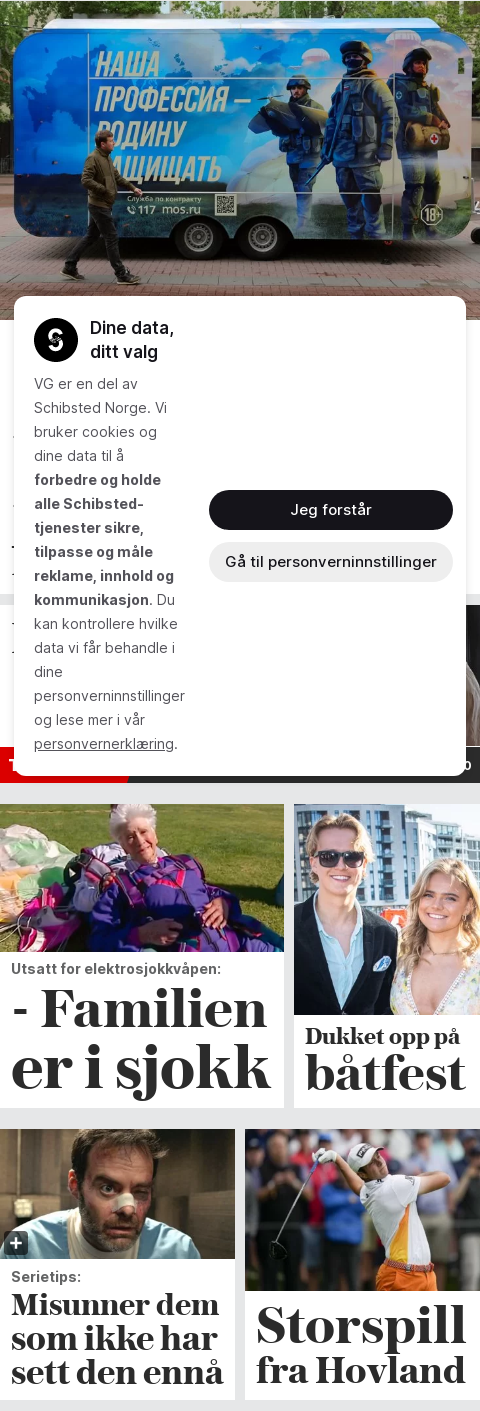 НАША
ПРОФЕССИЯ –
РОДИНУ
ЗАЩИЩАТЬ
Служба по контракту
117 mos.ru
18+
Dine data,
ditt valg
VG er en del av
Schibsted Norge. Vi
bruker cookies og
dine data til å
forbedre og holde
alle Schibsted-
tjenester sikre,
tilpasse og måle
reklame, innhold og
kommunikasjon. Du
kan kontrollere hvilke
data vi får behandle i
dine
personverninnstillinger
og lese mer i vår
personvernerklæring.
Jeg forstår
Gå til personverninnstillinger
Utsatt for elektrosjokkvåpen:
- Familien
er i sjokk
Dukket opp på
båtfest
Serietips:
Misunner dem
som ikke har
sett den ennå
Storspill
fra Hovland